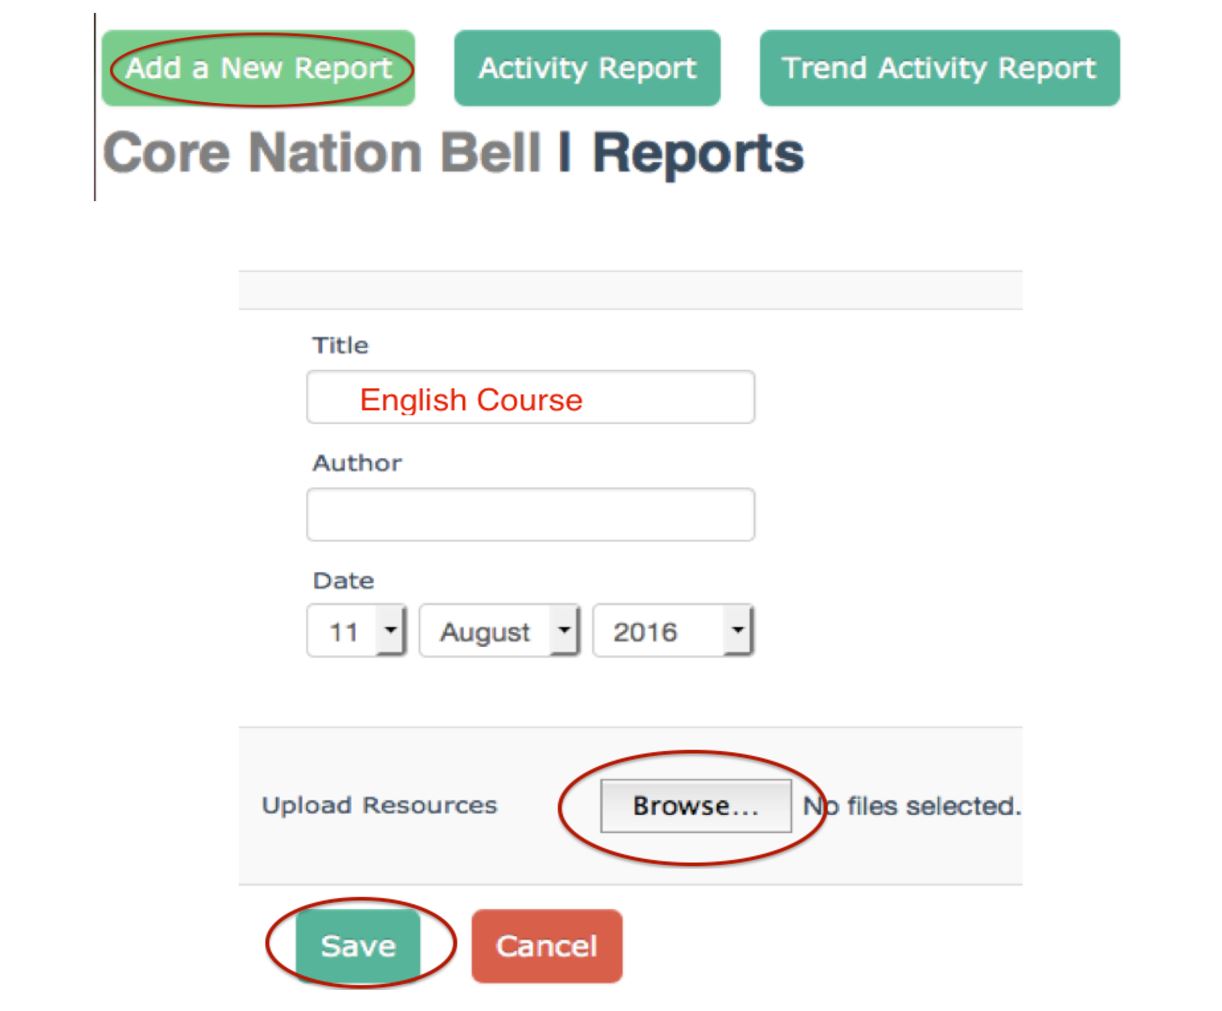 Add a New Report Activity Report Trend Activity Report
Core Nation Bell | Reports
Title
English Course
Author
Date
11 August 2016
Upload Resources Browse... No files selected.
Save Cancel